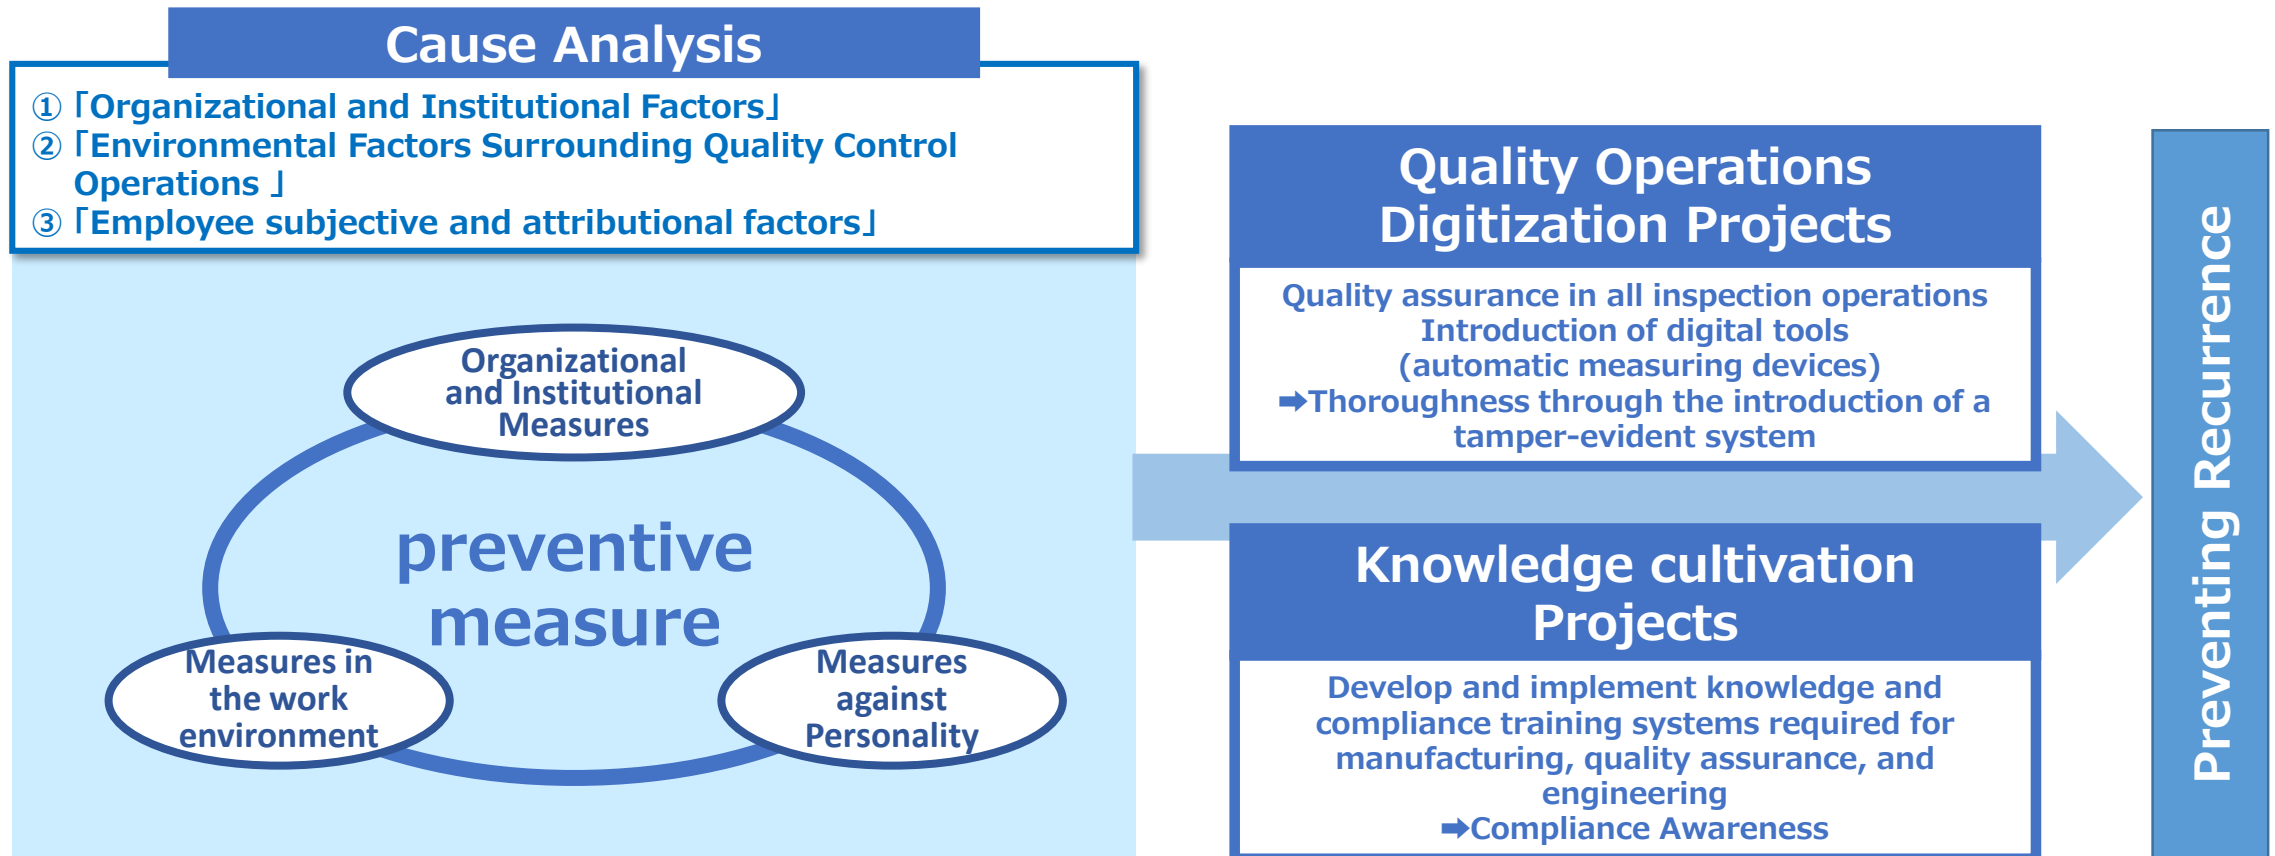 Cause Analysis
① 「Organizational and Institutional Factors」
② 「Environmental Factors Surrounding Quality Control
Operations 」
③ 「Employee subjective and attributional factors」
Organizational
and Institutional
Measures
preventive
measure
Measures in
the work
environment
Measures
against
Personality
Quality Operations
Digitization Projects
Quality assurance in all inspection operations
Introduction of digital tools
(automatic measuring devices)
➡Thoroughness through the introduction of a
tamper-evident system
Knowledge cultivation
Projects
Develop and implement knowledge and
compliance training systems required for
manufacturing, quality assurance, and
engineering
➡Compliance Awareness
Preventing Recurrence